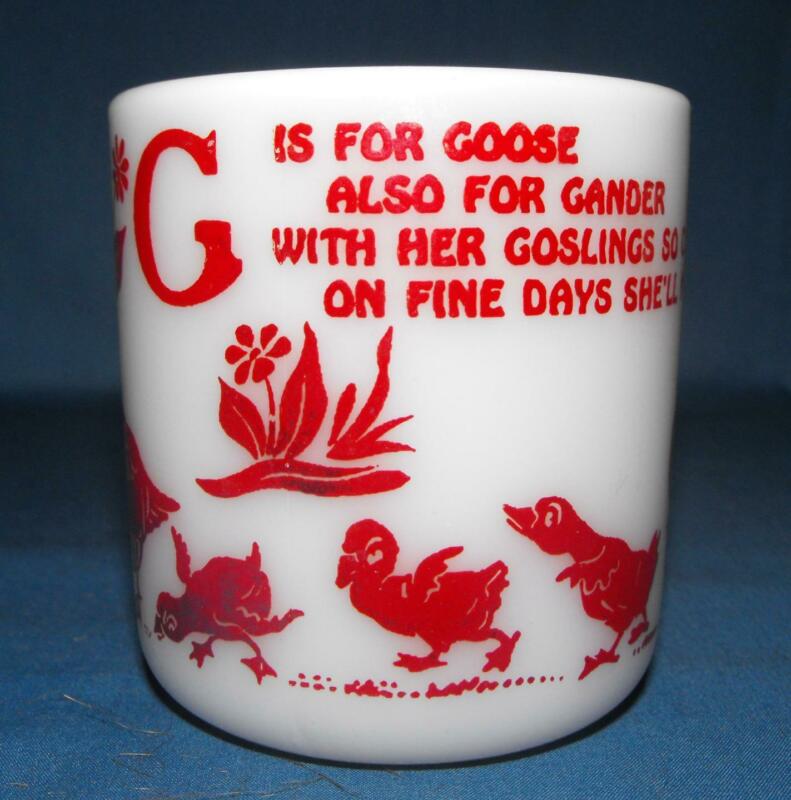 G IS FOR GOOSE
ALSO FOR GANDER
WITH HER GOSLINGS SO
ON FINE DAYS SHE'LL